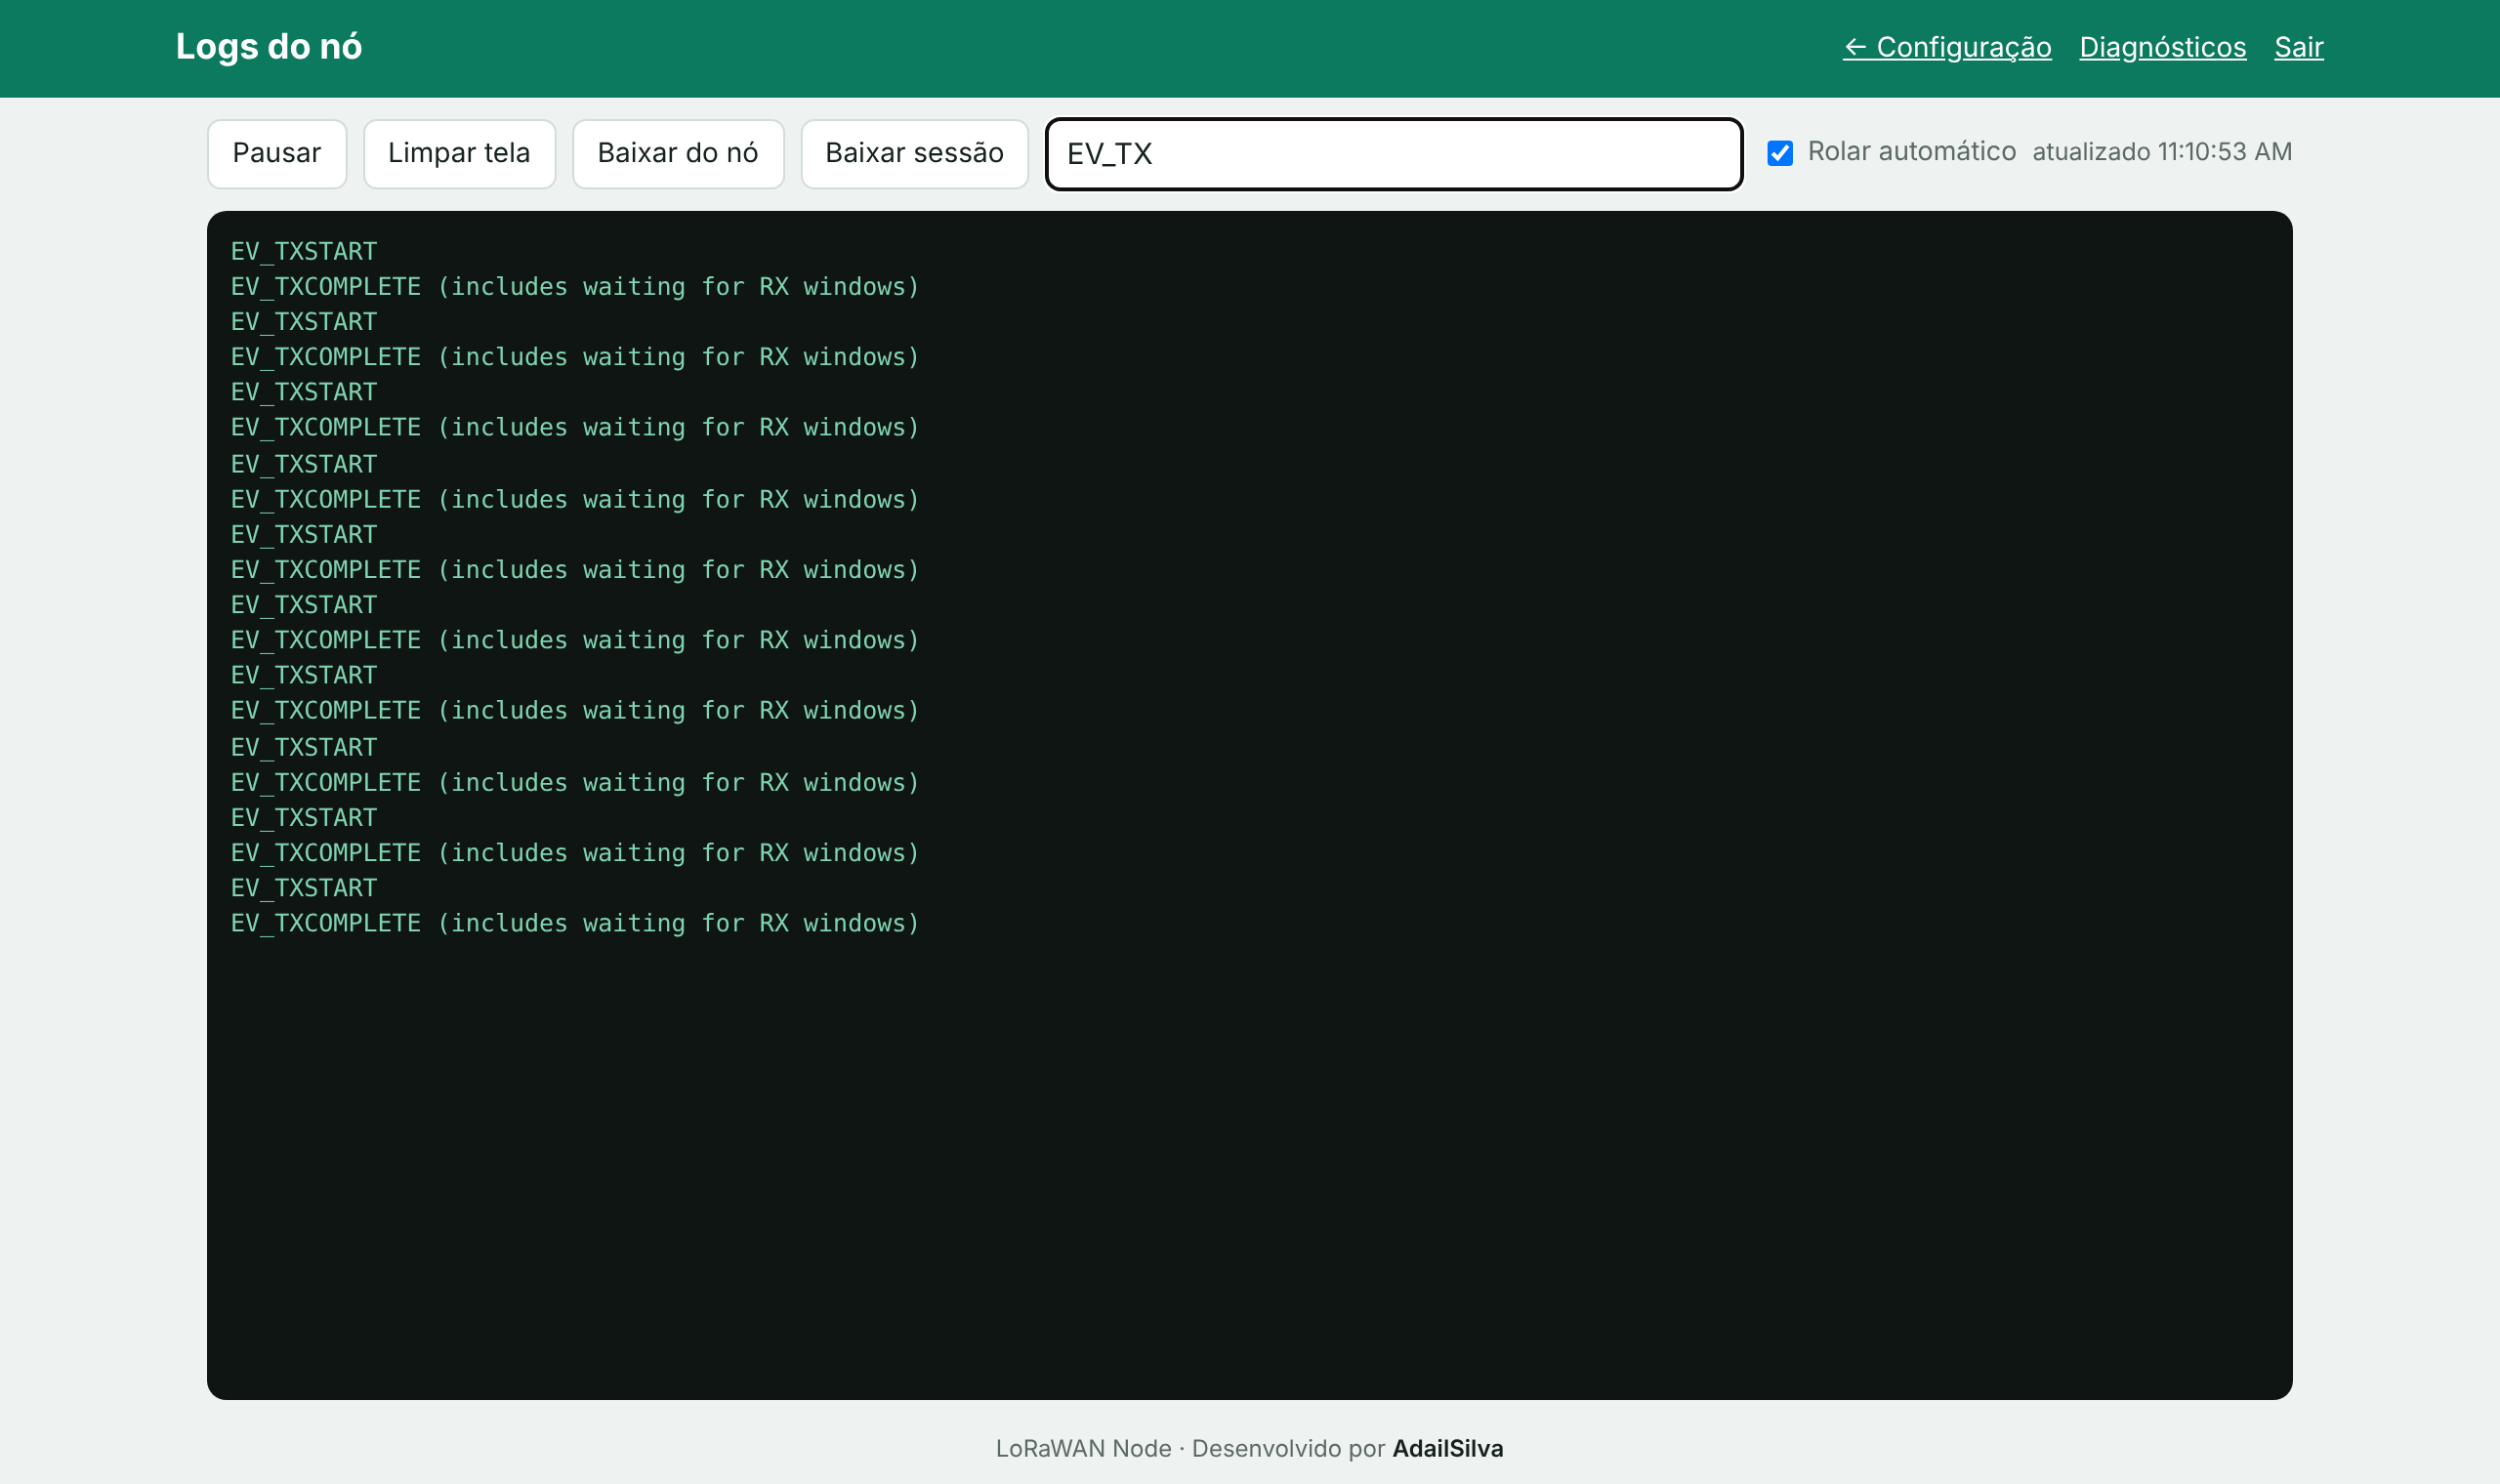 Logs do nó
← Configuração Diagnósticos Sair
Pausar Limpar tela Baixar do nó Baixar sessão EV_TX Rolar automático atualizado 11:10:53 AM
EV_TXSTART
EV_TXCOMPLETE (includes waiting for RX windows)
EV_TXSTART
EV_TXCOMPLETE (includes waiting for RX windows)
EV_TXSTART
EV_TXCOMPLETE (includes waiting for RX windows)
EV_TXSTART
EV_TXCOMPLETE (includes waiting for RX windows)
EV_TXSTART
EV_TXCOMPLETE (includes waiting for RX windows)
EV_TXSTART
EV_TXCOMPLETE (includes waiting for RX windows)
EV_TXSTART
EV_TXCOMPLETE (includes waiting for RX windows)
EV_TXSTART
EV_TXCOMPLETE (includes waiting for RX windows)
EV_TXSTART
EV_TXCOMPLETE (includes waiting for RX windows)
EV_TXSTART
EV_TXCOMPLETE (includes waiting for RX windows)
LoRaWAN Node · Desenvolvido por AdailSilva